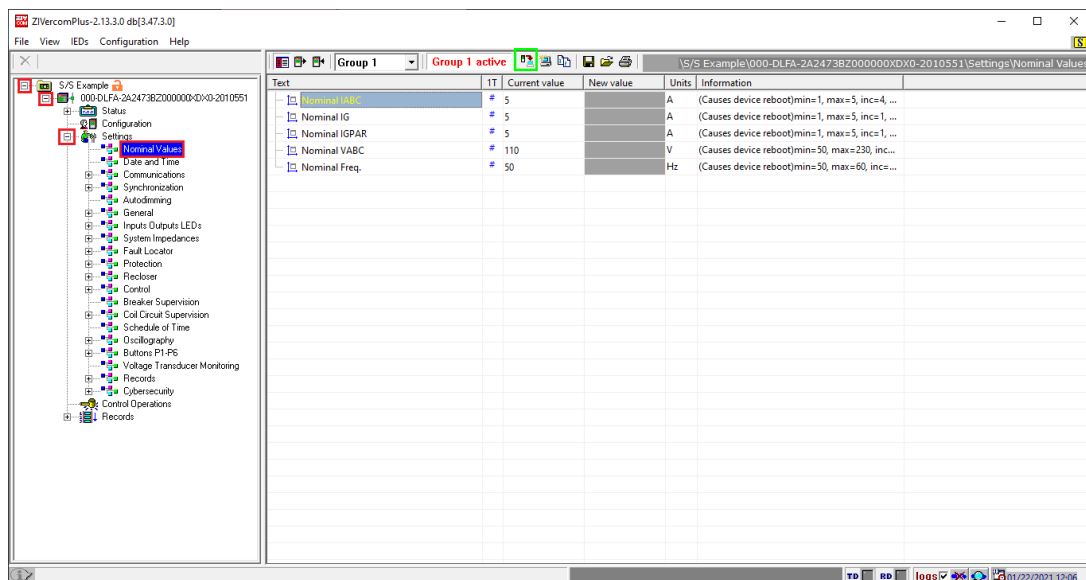 ZIVercomPlus-2.13.3.0 db[3.47.3.0]
File View IEDs Configuration Help
Group 1 Group 1 active \S/S Example\000-DLFA-2A2473BZ000000XDX0-2010551\Settings\Nominal Values
S/S Example
000-DLFA-2A2473BZ000000XDX0-2010551
Status
Configuration
Settings
Nominal Values
Date and Time
Communications
Synchronization
Autodimming
General
Inputs Outputs LEDs
System Impedances
Fault Locator
Protection
Recloser
Control
Breaker Supervision
Coil Circuit Supervision
Schedule of Time
Oscillography
Buttons P1-P6
Voltage Transducer Monitoring
Records
Cybersecurity
Control Operations
Records
Text 1T Current value New value Units Information
Nominal IABC # 5 A (Causes device reboot)min=1, max=5, inc=4, ...
Nominal IG # 5 A (Causes device reboot)min=1, max=5, inc=1, ...
Nominal IGPAR # 5 A (Causes device reboot)min=1, max=5, inc=1, ...
Nominal VABC # 110 V (Causes device reboot)min=50, max=230, inc...
Nominal Freq. # 50 Hz (Causes device reboot)min=50, max=60, inc=...
TD RD logs 01/22/2021 12:06